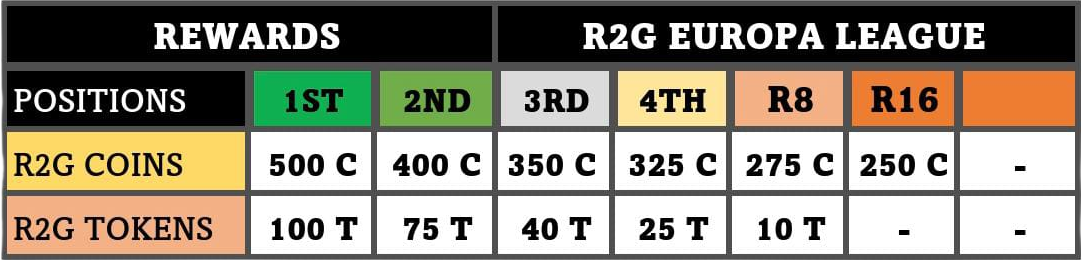 REWARDS R2G EUROPA LEAGUE
POSITIONS 1ST 2ND 3RD 4TH R8 R16
R2G COINS 500 C 400 C 350 C 325 C 275 C 250 C -
R2G TOKENS 100 T 75 T 40 T 25 T 10 T - -